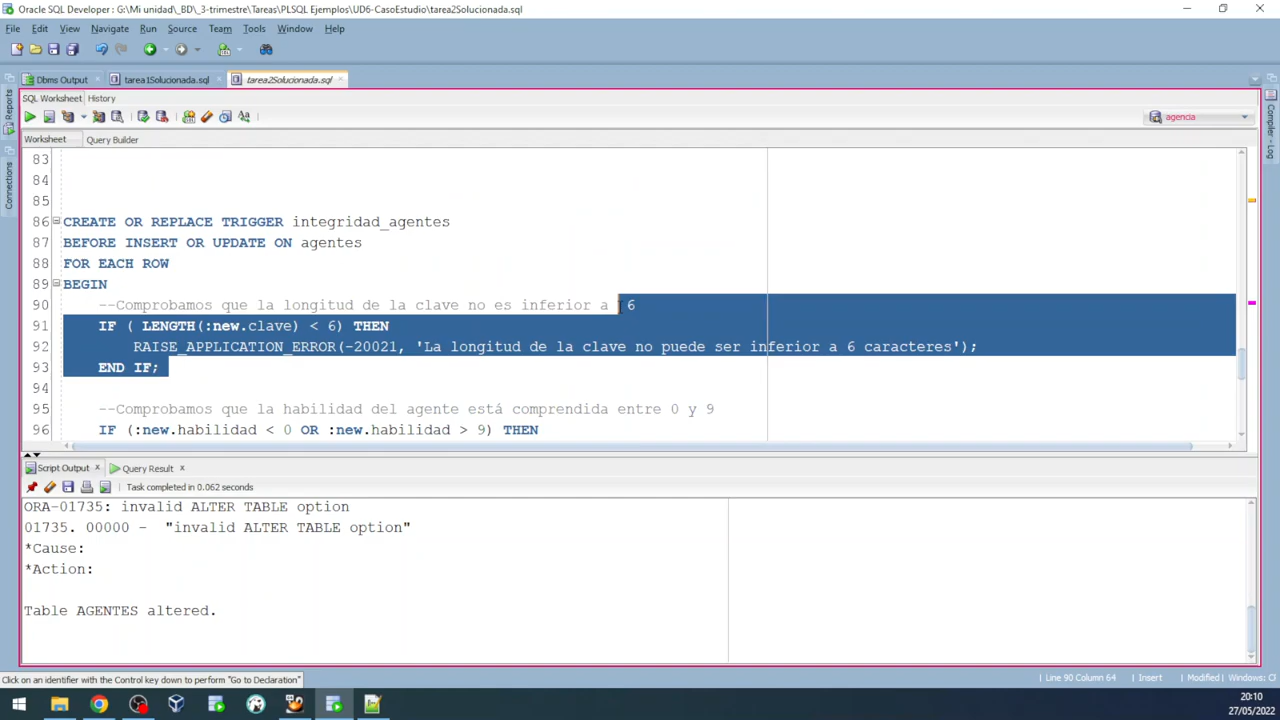 Oracle SQL Developer : G:\Mi unidad\_BD\_3-trimestre\Tareas\PLSQL Ejemplos\UD6-CasoEstudio\tarea2Solucionada.sql
File Edit View Navigate Run Source Team Tools Window Help
Dbms Output tarea1Solucionada.sql tarea2Solucionada.sql
SQL Worksheet History
agencia
Worksheet Query Builder
Reports
Connections
Compiler - Log
83
84
85
86 CREATE OR REPLACE TRIGGER integridad_agentes
87 BEFORE INSERT OR UPDATE ON agentes
88 FOR EACH ROW
89 BEGIN
90 --Comprobamos que la longitud de la clave no es inferior a 6
91 IF ( LENGTH(:new.clave) < 6) THEN
92 RAISE_APPLICATION_ERROR(-20021, 'La longitud de la clave no puede ser inferior a 6 caracteres');
93 END IF;
94
95 --Comprobamos que la habilidad del agente está comprendida entre 0 y 9
96 IF (:new.habilidad < 0 OR :new.habilidad > 9) THEN
Script Output Query Result
Task completed in 0.062 seconds
ORA-01735: invalid ALTER TABLE option
01735. 00000 - "invalid ALTER TABLE option"
*Cause:
*Action:
Table AGENTES altered.
Click on an identifier with the Control key down to perform "Go to Declaration"
Line 90 Column 64 Insert Modified Windows: Cl
20:10
27/05/2022